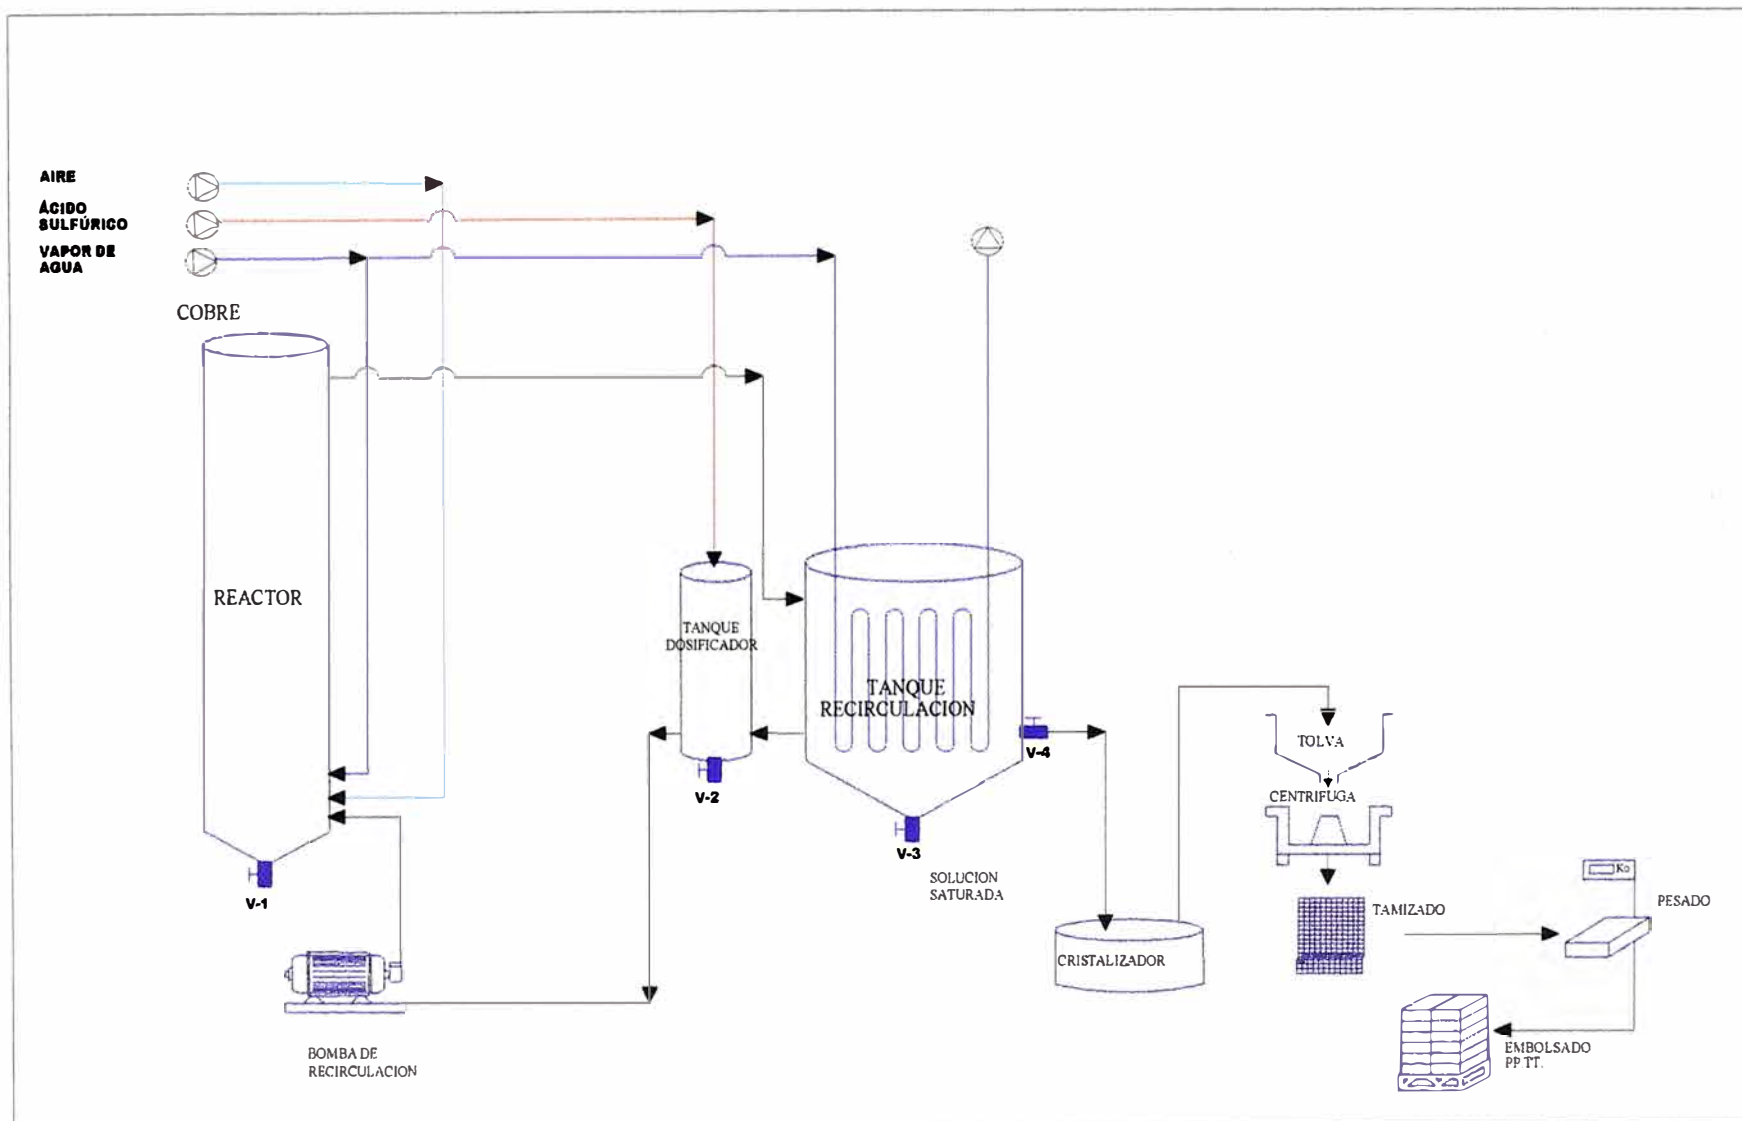 AIRE
ÁCIDO
SULFÚRICO
VAPOR DE
AGUA
COBRE
REACTOR
TANQUE
DOSIFICADOR
TANQUE
RECIRCULACION
V-4
V-2
V-3
V-1
SOLUCION
SATURADA
TOLVA
CENTRIFUGA
Ko
PESADO
TAMIZADO
CRISTALIZADOR
BOMBA DE
RECIRCULACION
EMBOLSADO
PP.TT.